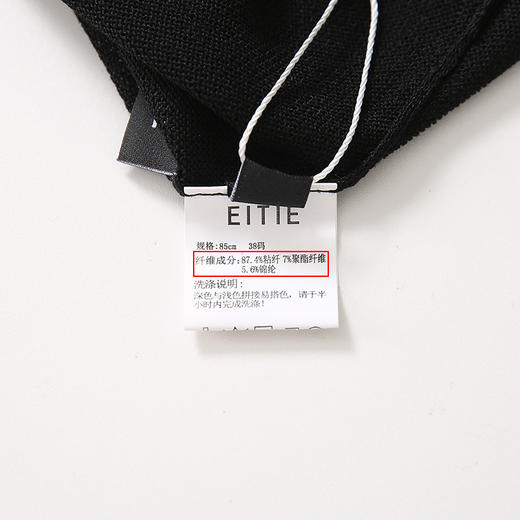 EITIE
规格:85cm 38码
纤维成分:87.4%粘纤 7%聚酯纤维
5.6%锦纶
洗涤说明:
深色与浅色拼接易搭色，请于半
小时内完成洗涤!